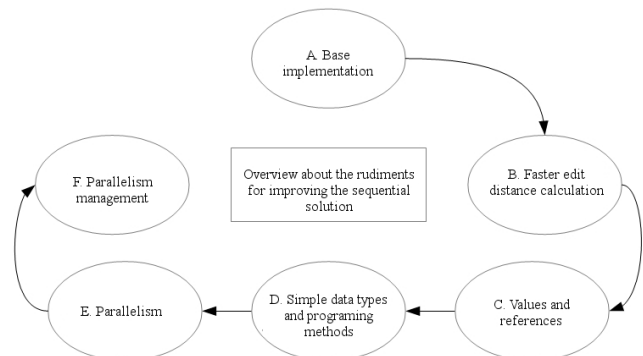 A. Base
implementation
B. Faster edit
distance calculation
C. Values and
references
D. Simple data types
and programing
methods
E. Parallelism
F. Parallelism
management
Overview about the rudiments
for improving the sequential
solution